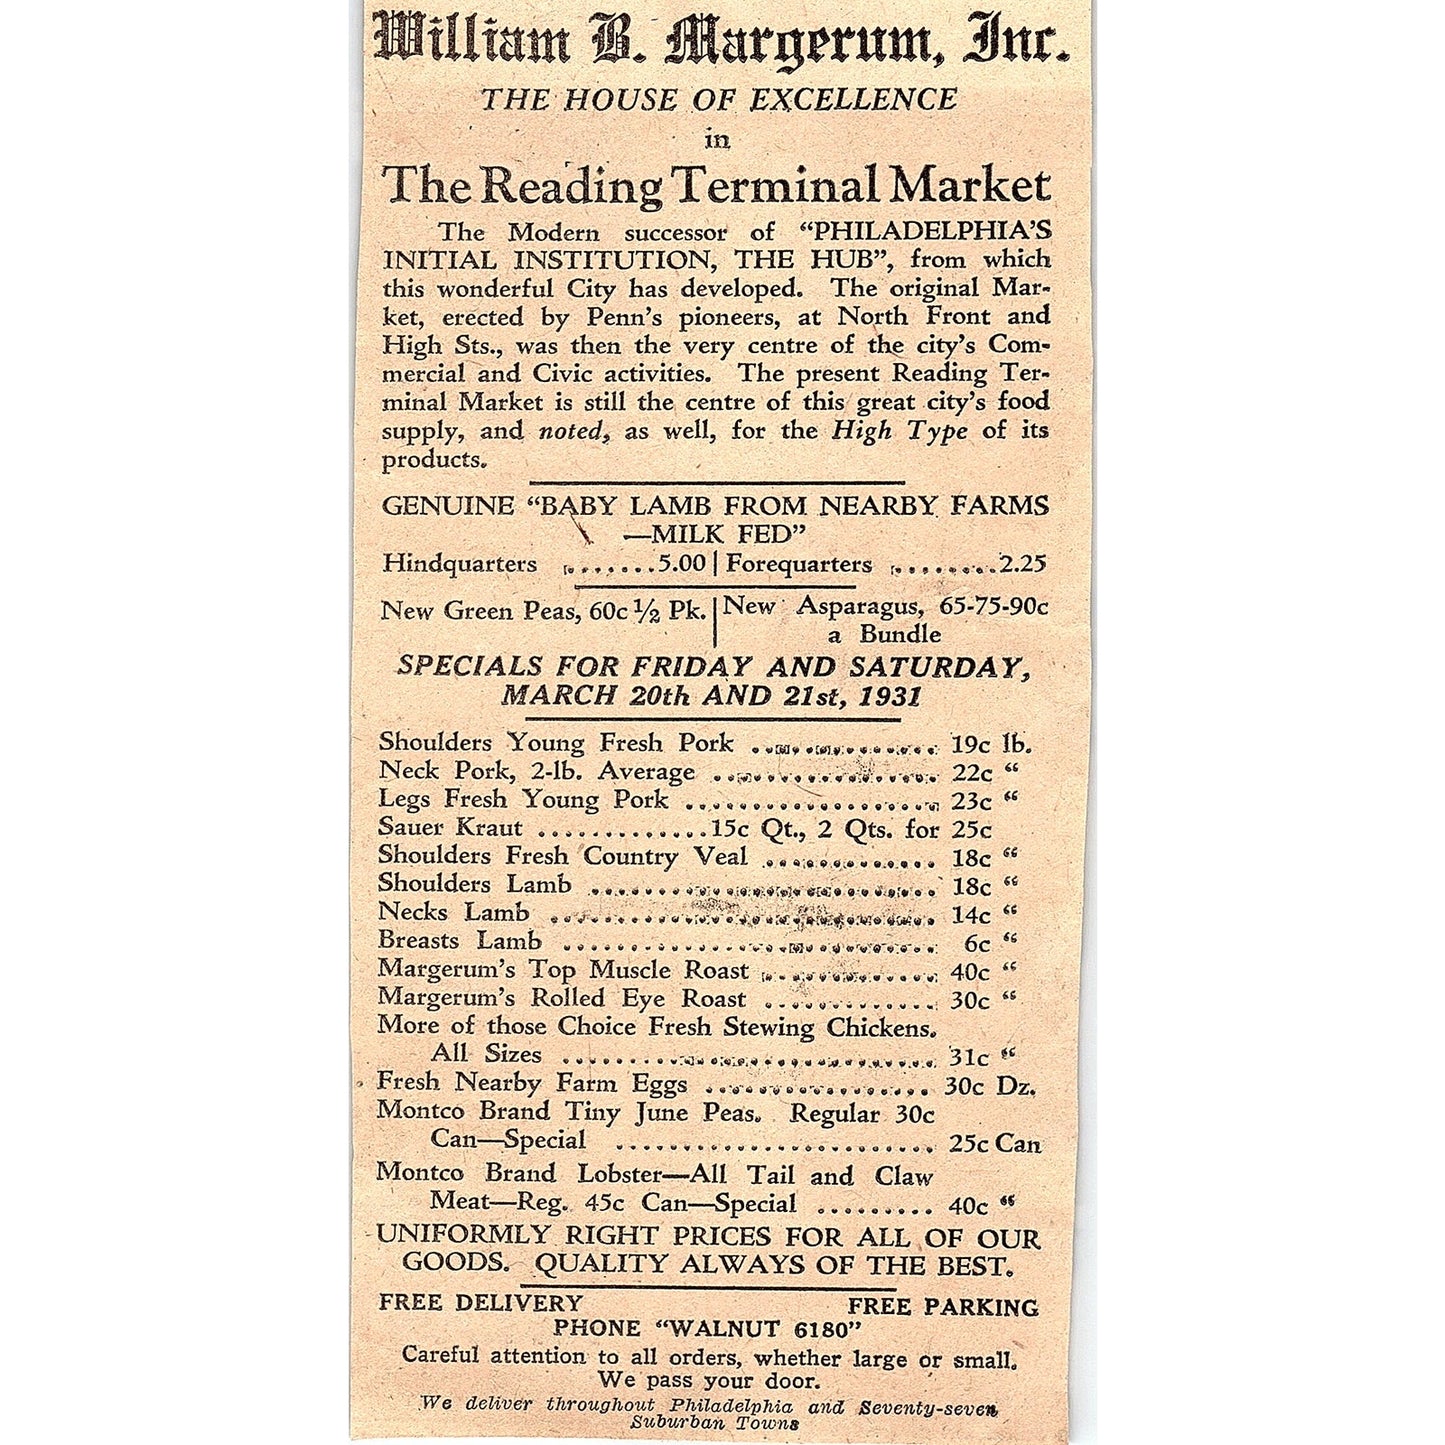 William B. Margerum, Inc.
THE HOUSE OF EXCELLENCE
in
The Reading Terminal Market
The Modern successor of “PHILADELPHIA’S
INITIAL INSTITUTION, THE HUB”, from which
this wonderful City has developed. The original Mar-
ket, erected by Penn’s pioneers, at North Front and
High Sts., was then the very centre of the city’s Com-
mercial and Civic activities. The present Reading Ter-
minal Market is still the centre of this great city’s food
supply, and noted, as well, for the High Type of its
products.
GENUINE “BABY LAMB FROM NEARBY FARMS
—MILK FED”
Hindquarters ........5.00 | Forequarters .........2.25
New Green Peas, 60c ½ Pk. | New Asparagus, 65-75-90c
a Bundle
SPECIALS FOR FRIDAY AND SATURDAY,
MARCH 20th AND 21st, 1931
Shoulders Young Fresh Pork ............... 19c lb.
Neck Pork, 2-lb. Average ................. 22c “
Legs Fresh Young Pork ................... 23c “
Sauer Kraut .............15c Qt., 2 Qts. for 25c
Shoulders Fresh Country Veal ............. 18c “
Shoulders Lamb .......................... 18c “
Necks Lamb ............................. 14c “
Breasts Lamb ............................ 6c “
Margerum’s Top Muscle Roast ............. 40c “
Margerum’s Rolled Eye Roast ............. 30c “
More of those Choice Fresh Stewing Chickens.
All Sizes ............................ 31c “
Fresh Nearby Farm Eggs ................. 30c Dz.
Montco Brand Tiny June Peas. Regular 30c
Can—Special ........................ 25c Can
Montco Brand Lobster—All Tail and Claw
Meat—Reg. 45c Can—Special ......... 40c “
UNIFORMLY RIGHT PRICES FOR ALL OF OUR
GOODS. QUALITY ALWAYS OF THE BEST.
FREE DELIVERY FREE PARKING
PHONE “WALNUT 6180”
Careful attention to all orders, whether large or small.
We pass your door.
We deliver throughout Philadelphia and Seventy-seven
Suburban Towns